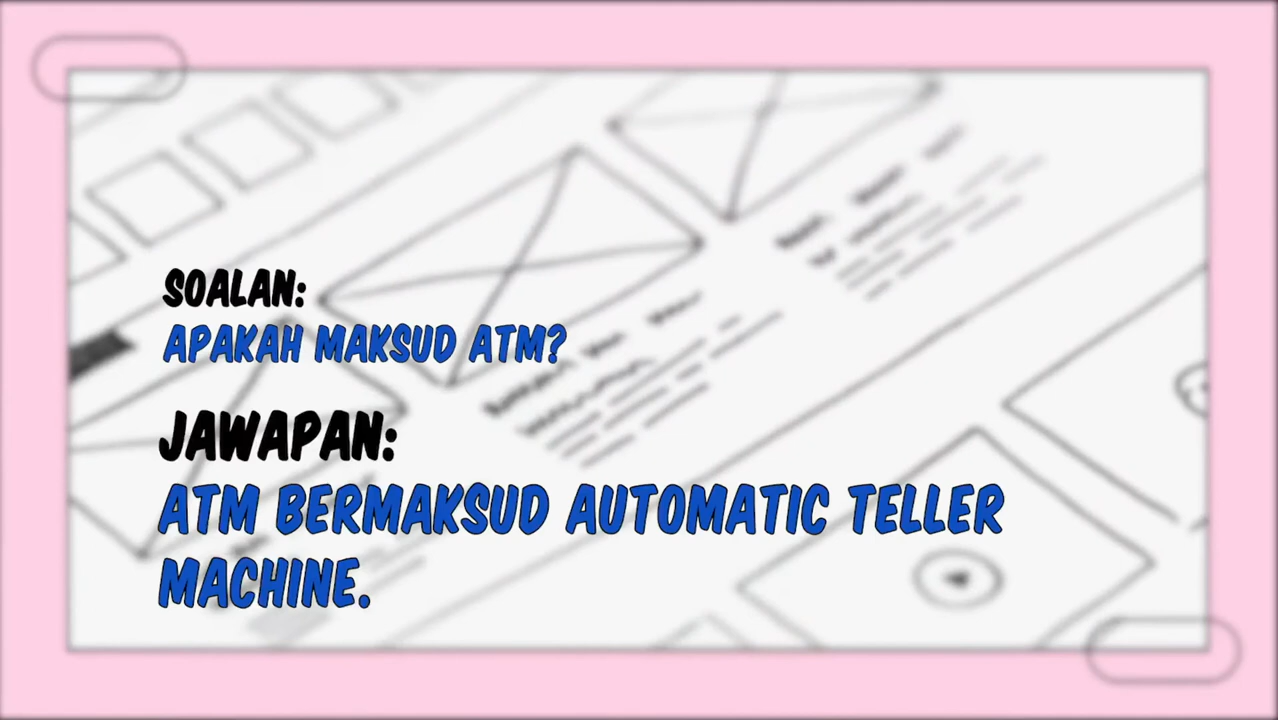 SOALAN:
APAKAH MAKSUD ATM?
JAWAPAN:
ATM BERMAKSUD AUTOMATIC TELLER
MACHINE.